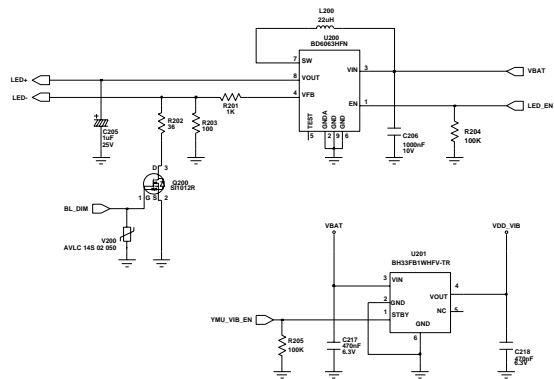 L200
22uH
U200
BD6063HFN
7
SW
LED+
8
VOUT
VIN
3
VBAT
LED-
R201
1K
4
VFB
EN
1
LED_EN
TEST
GNDA
GND
GND
5
2
9
6
C205
1uF
25V
R202
36
R203
100
C206
1000nF
10V
R204
100K
D
3
Q200
SI1012R
BL_DIM
1
G
S
2
V200
AVLC 14S 02 050
VBAT
VDD_VIB
U201
BH33FB1WHFV-TR
3
VIN
VOUT
4
2
GND
YMU_VIB_EN
1
STBY
NC
5
GND
6
R205
100K
C217
470nF
6.3V
C218
470nF
6.3V